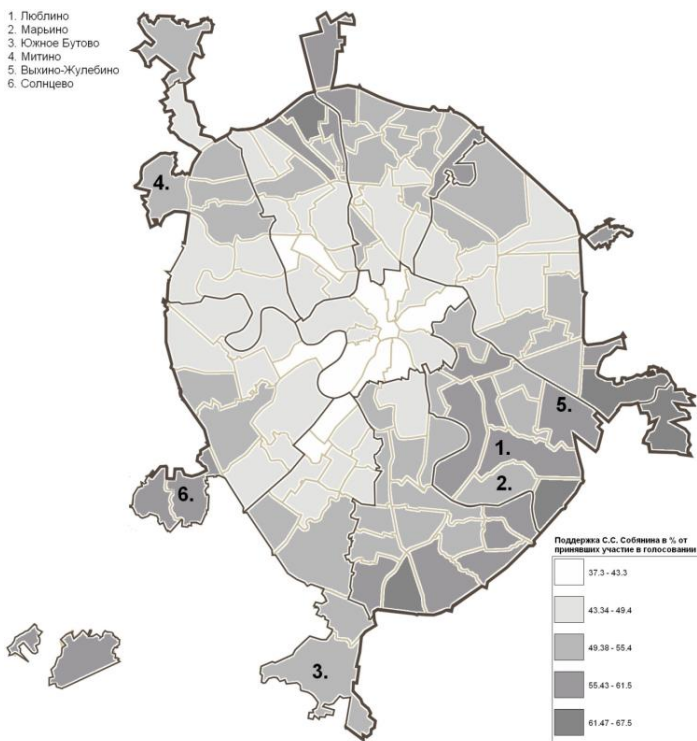 1. Люблино
2. Марьино
3. Южное Бутово
4. Митино
5. Выхино-Жулебино
6. Солнцево
4.
5.
1.
2.
6.
3.
Поддержка С.С. Собянина в % от
принявших участие в голосовании
37.3 - 43.3
43.34 - 49.4
49.38 - 55.4
55.43 - 61.5
61.47 - 67.5